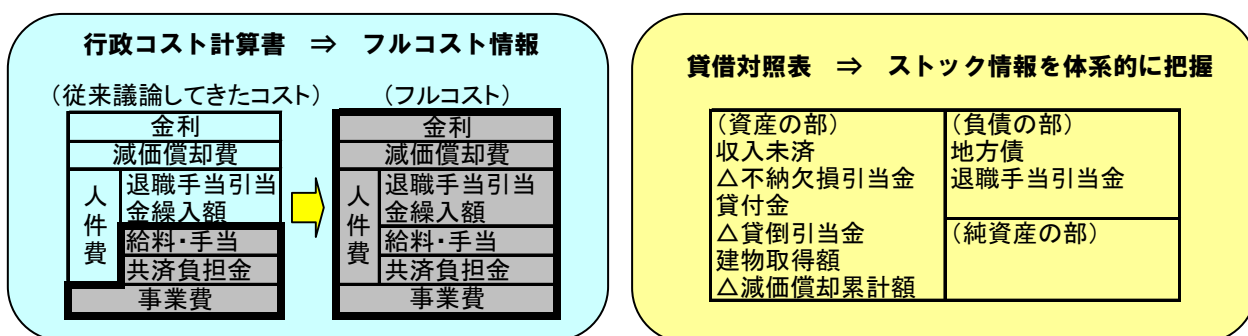 行政コスト計算書 ⇒ フルコスト情報
(従来議論してきたコスト)
金利
減価償却費
人件費
退職手当引当
金繰入額
給料・手当
共済負担金
事業費
(フルコスト)
金利
減価償却費
人件費
退職手当引当
金繰入額
給料・手当
共済負担金
事業費
貸借対照表 ⇒ ストック情報を体系的に把握
(資産の部)
収入未済
△不納欠損引当金
貸付金
△貸倒引当金
建物取得額
△減価償却累計額
(負債の部)
地方債
退職手当引当金
(純資産の部)